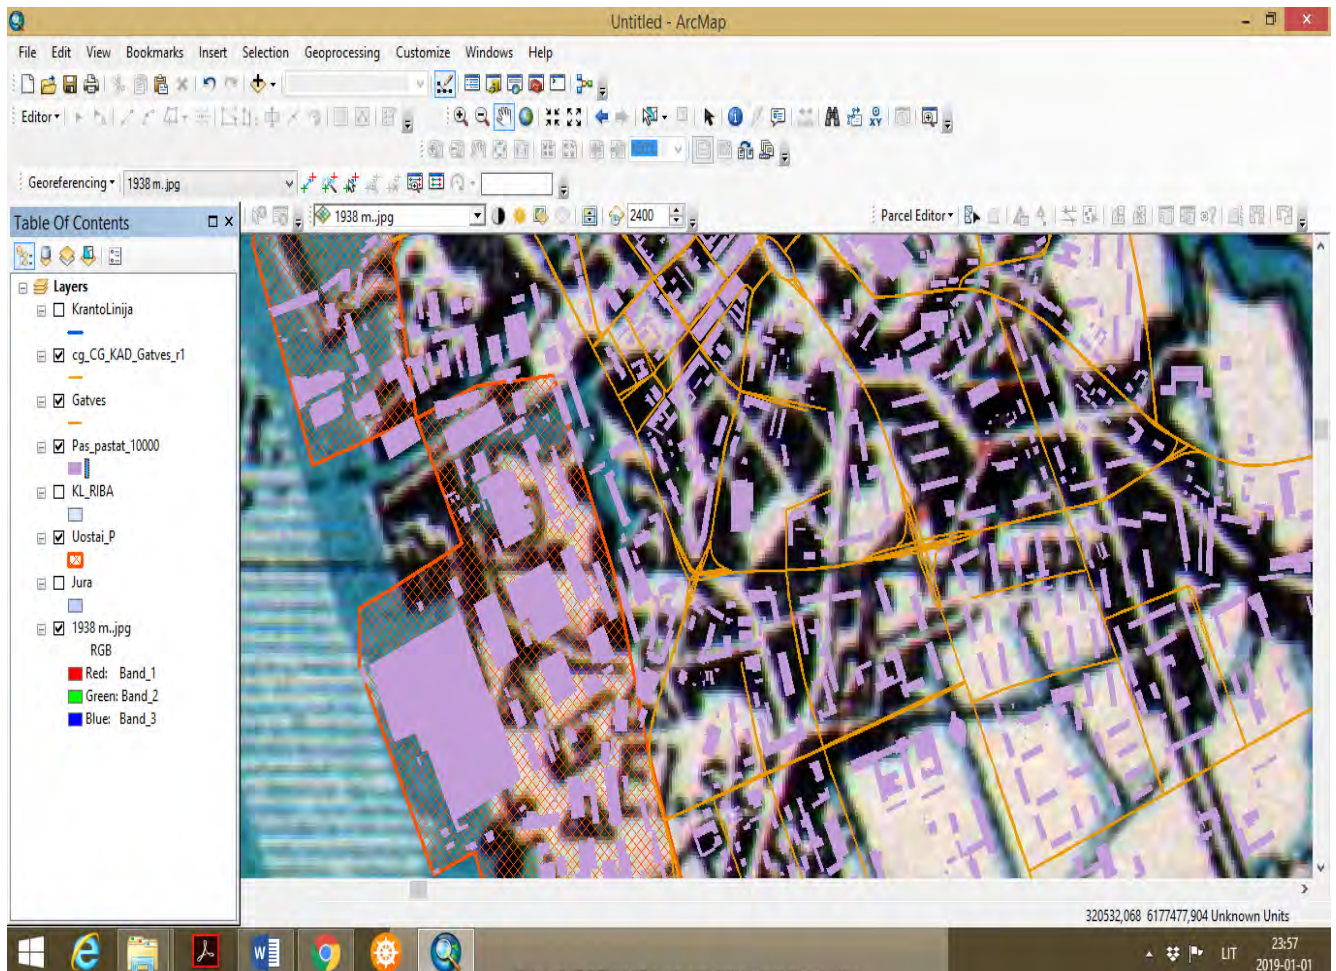 Untitled - ArcMap
File Edit View Bookmarks Insert Selection Geoprocessing Customize Windows Help
Editor
XY
Georeferencing 1938 m..jpg
Table Of Contents
1938 m..jpg 2400 Parcel Editor
Layers
KrantoLinija
cg_CG_KAD_Gatves_r1
Gatves
Pas_pastat_10000
KL_RIBA
Uostai_P
Jura
1938 m..jpg
RGB
Red: Band_1
Green: Band_2
Blue: Band_3
320532,068 6177477,904 Unknown Units
LIT
23:57
2019-01-01